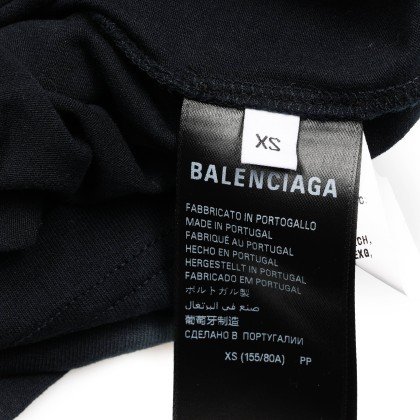 XS
BALENCIAGA
FABBRICATO IN PORTOGALLO
MADE IN PORTUGAL
FABRIQUÉ AU PORTUGAL
HECHO EN PORTUGAL
HERGESTELLT IN PORTUGAL
FABRICADO EM PORTUGAL
ポルトガル製
صنع في البرتغال
葡萄牙制造
СДЕЛАНО В ПОРТУГАЛИИ
XS (155/80A) PP